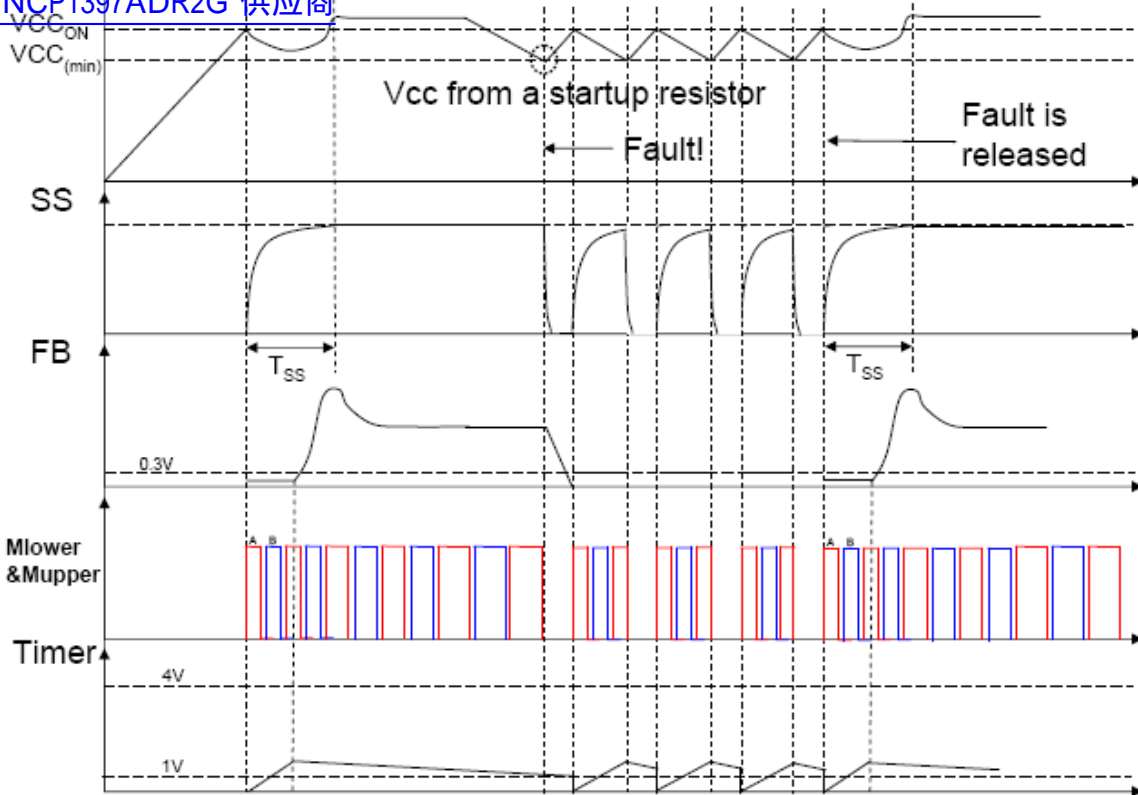 NCP1397ADR2G 供应商
VCC_ON
VCC_(min)
Vcc from a startup resistor
Fault!
Fault is
released
SS
T_SS
T_SS
FB
0.3V
Mlower
&Mupper
A B
A B
Timer
4V
1V